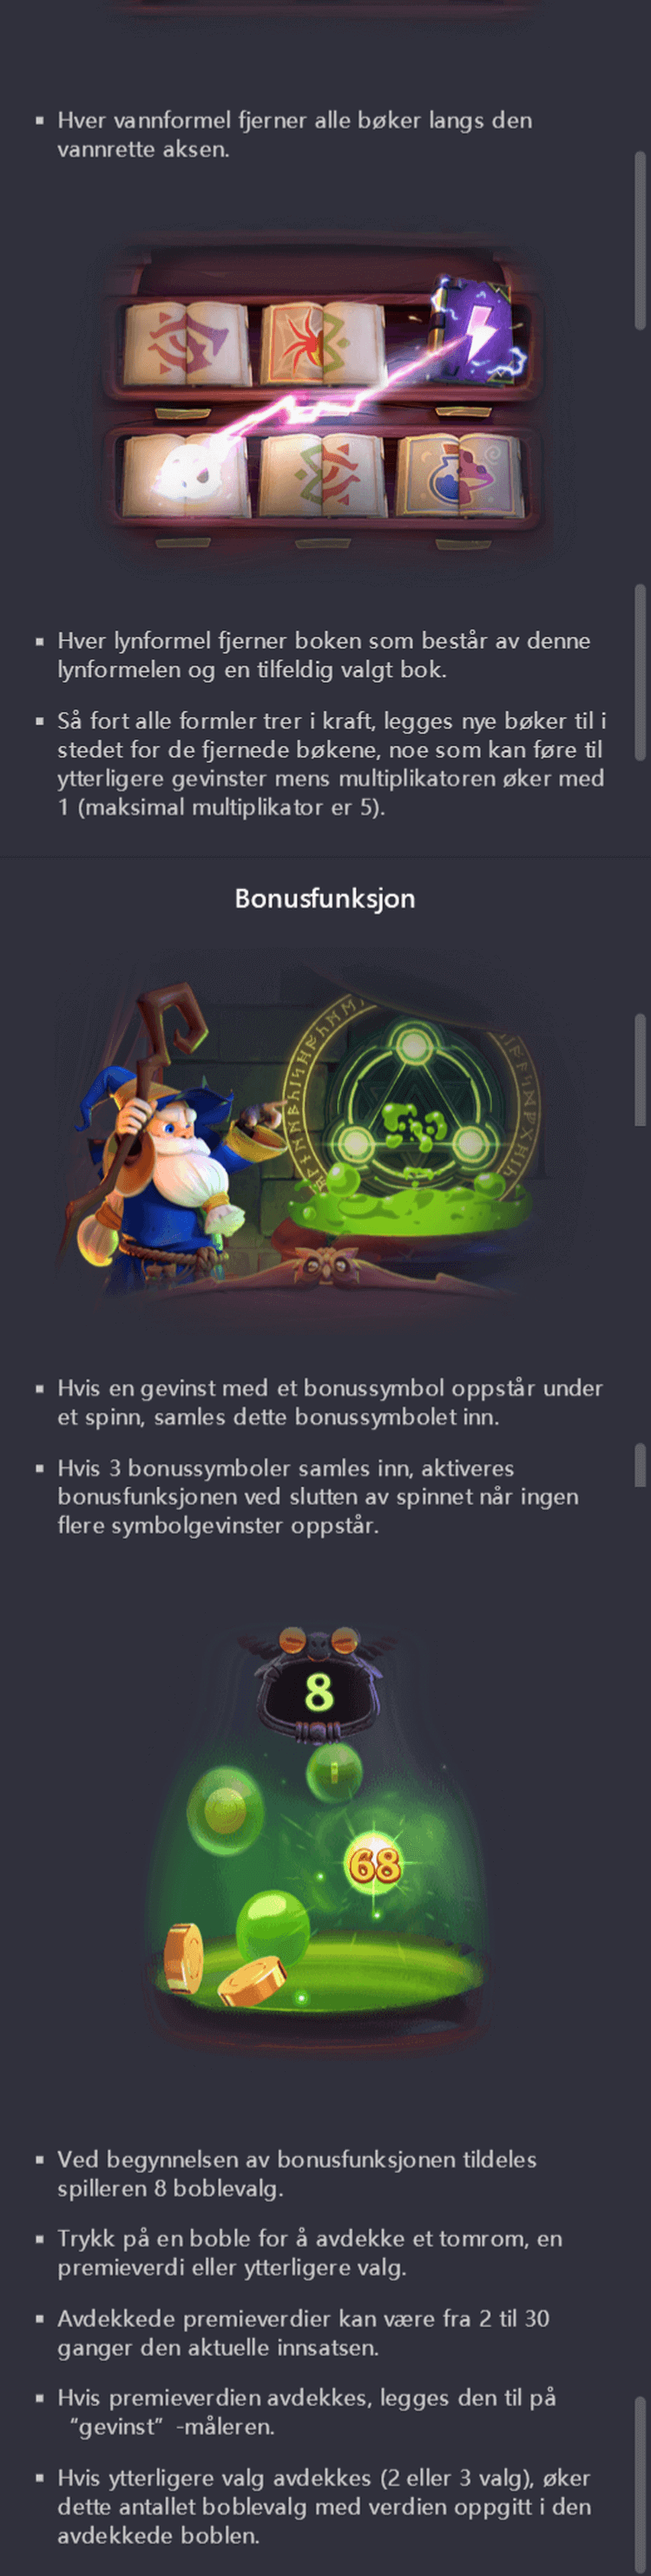 ▪ Hver vannformel fjerner alle bøker langs den
vannrette aksen.
▪ Hver lynformel fjerner boken som består av denne
lynformelen og en tilfeldig valgt bok.
▪ Så fort alle formler trer i kraft, legges nye bøker til i
stedet for de fjernede bøkene, noe som kan føre til
ytterligere gevinster mens multiplikatoren øker med
1 (maksimal multiplikator er 5).
Bonusfunksjon
▪ Hvis en gevinst med et bonussymbol oppstår under
et spinn, samles dette bonussymbolet inn.
▪ Hvis 3 bonussymboler samles inn, aktiveres
bonusfunksjonen ved slutten av spinnet når ingen
flere symbolgevinster oppstår.
8
68
▪ Ved begynnelsen av bonusfunksjonen tildeles
spilleren 8 boblevalg.
▪ Trykk på en boble for å avdekke et tomrom, en
premieverdi eller ytterligere valg.
▪ Avdekkede premieverdier kan være fra 2 til 30
ganger den aktuelle innsatsen.
▪ Hvis premieverdien avdekkes, legges den til på
“gevinst” -måleren.
▪ Hvis ytterligere valg avdekkes (2 eller 3 valg), øker
dette antallet boblevalg med verdien oppgitt i den
avdekkede boblen.